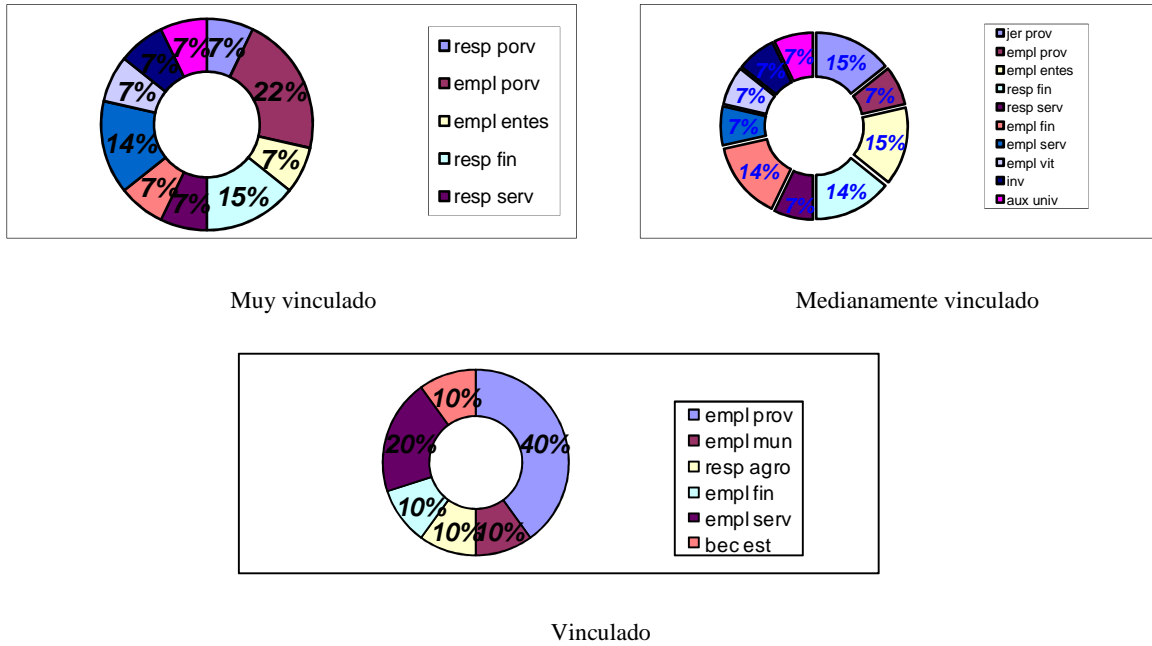 7%
22%
7%
15%
7%
7%
14%
7%
7%
7%
resp porv
empl porv
empl entes
resp fin
resp serv
Muy vinculado
15%
7%
15%
14%
7%
14%
7%
7%
7%
7%
jer prov
empl prov
empl entes
resp fin
resp serv
empl fin
empl serv
empl vit
inv
aux univ
Medianamente vinculado
40%
10%
10%
10%
20%
10%
empl prov
empl mun
resp agro
empl fin
empl serv
bec est
Vinculado